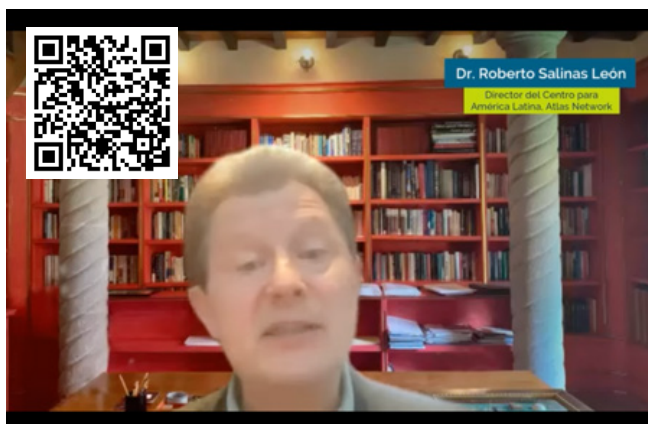 Dr. Roberto Salinas León
Director del Centro para
América Latina, Atlas Network